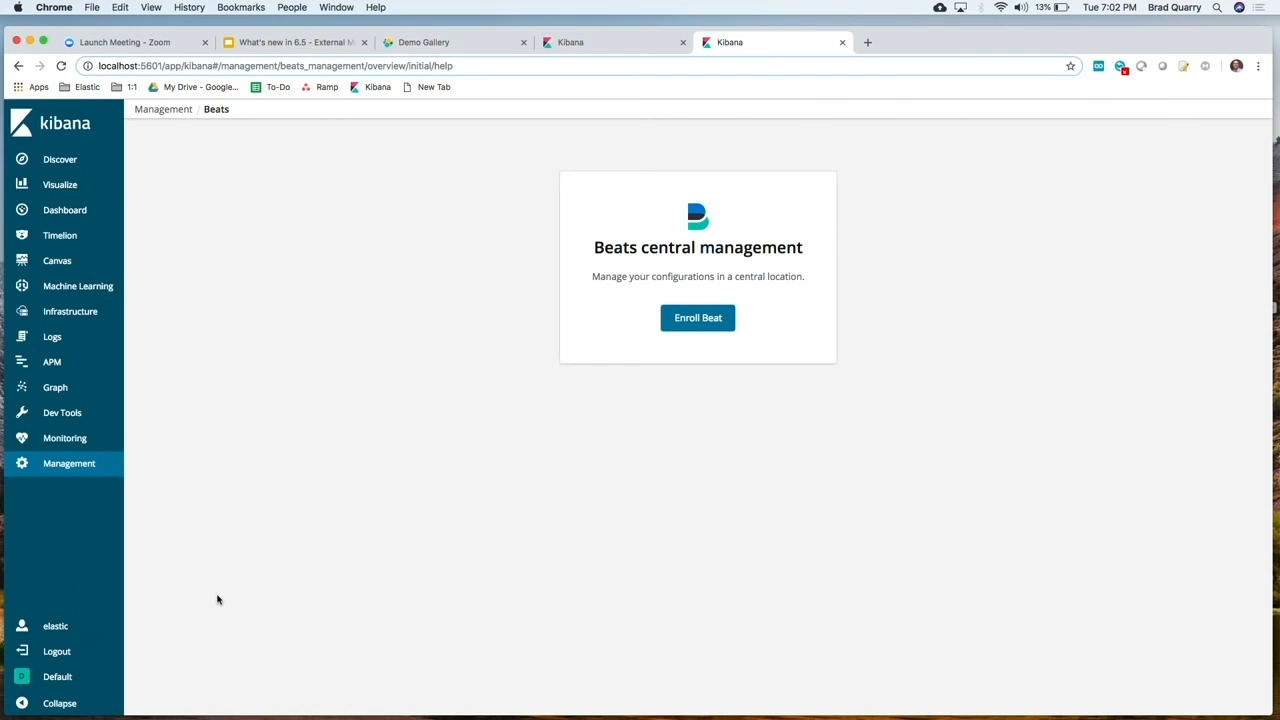 Chrome File Edit View History Bookmarks People Window Help 13% Tue 7:02 PM Brad Quarry
Launch Meeting - Zoom What's new in 6.5 - External M Demo Gallery Kibana Kibana
localhost:5601/app/kibana#/management/beats_management/overview/initial/help
Apps Elastic 1:1 My Drive - Google... To-Do Ramp Kibana New Tab
kibana
Management / Beats
Discover
Visualize
Dashboard
Timelion
Canvas
Machine Learning
Infrastructure
Logs
APM
Graph
Dev Tools
Monitoring
Management
Beats central management
Manage your configurations in a central location.
Enroll Beat
elastic
Logout
D Default
Collapse